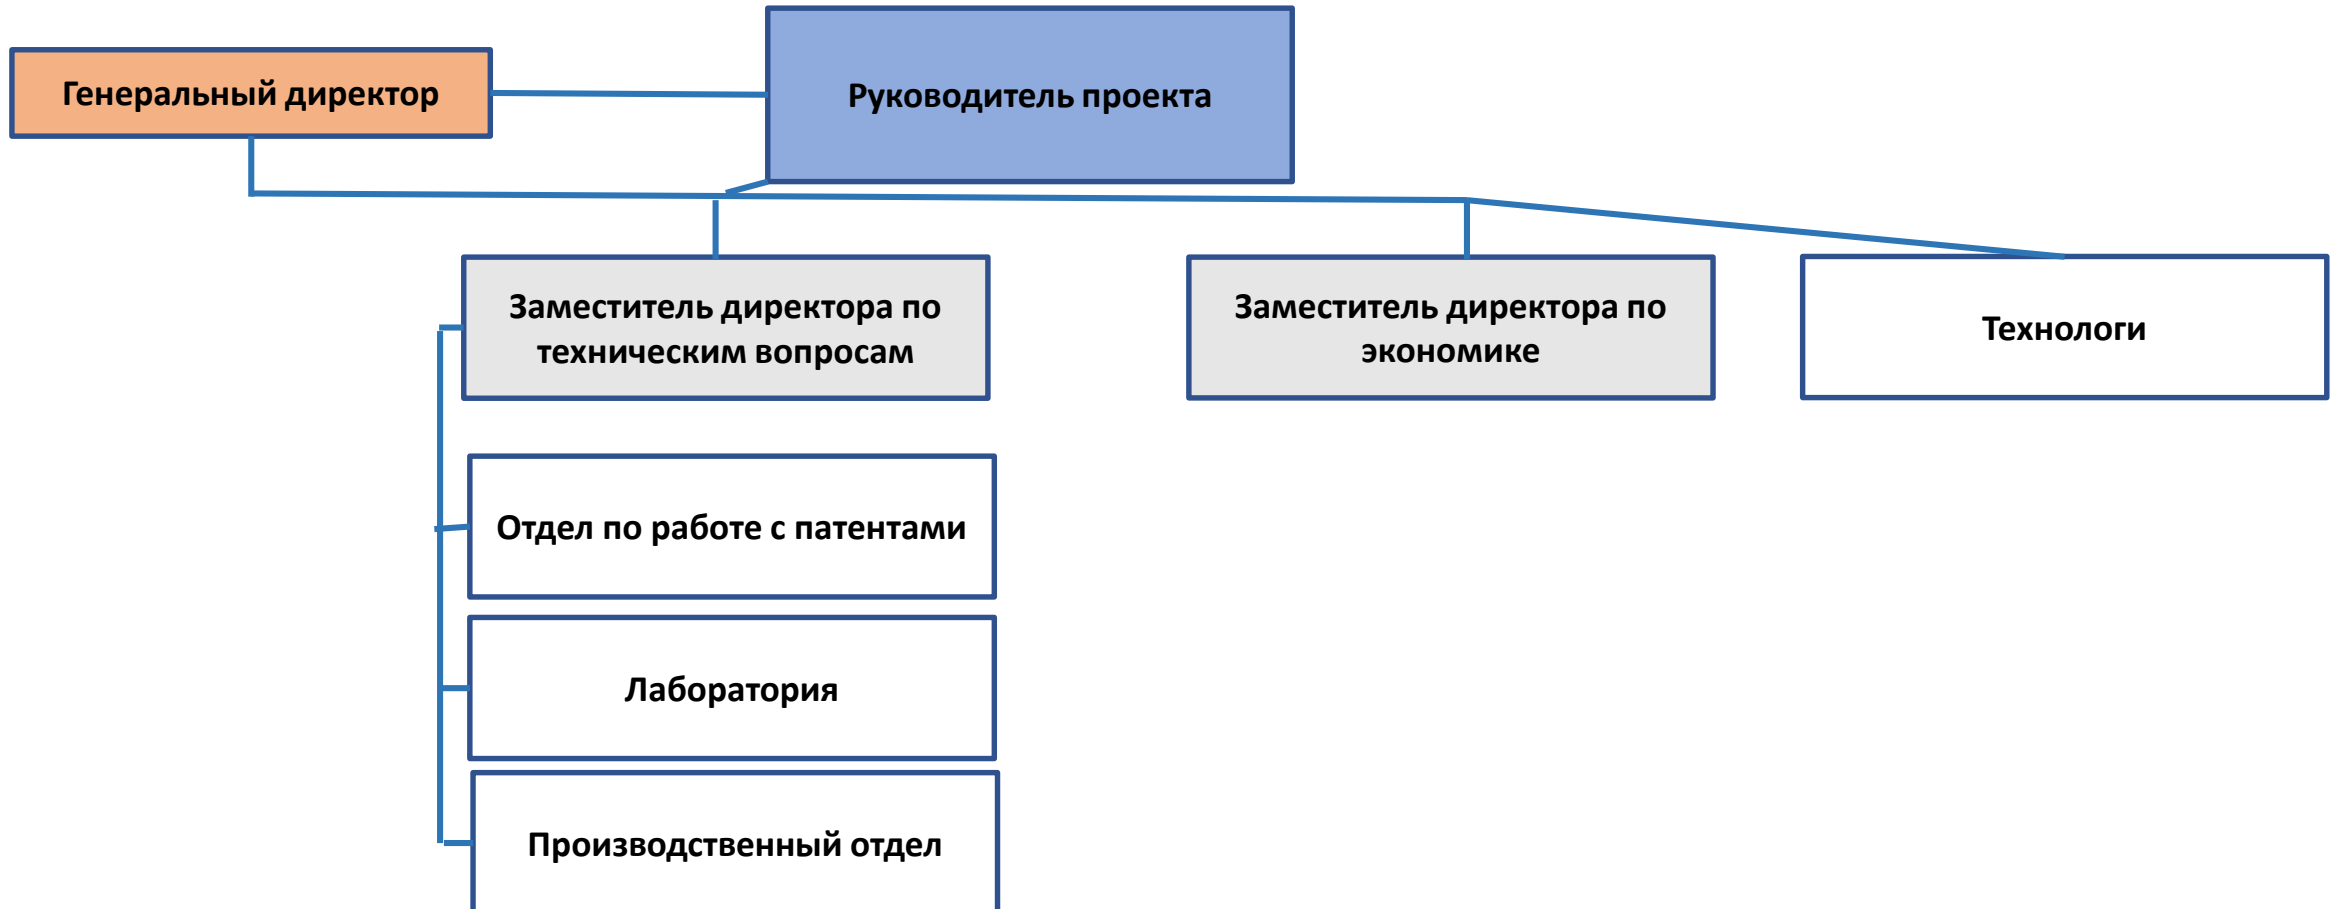 Генеральный директор
Руководитель проекта
Заместитель директора по
техническим вопросам
Заместитель директора по
экономике
Технологи
Отдел по работе с патентами
Лаборатория
Производственный отдел